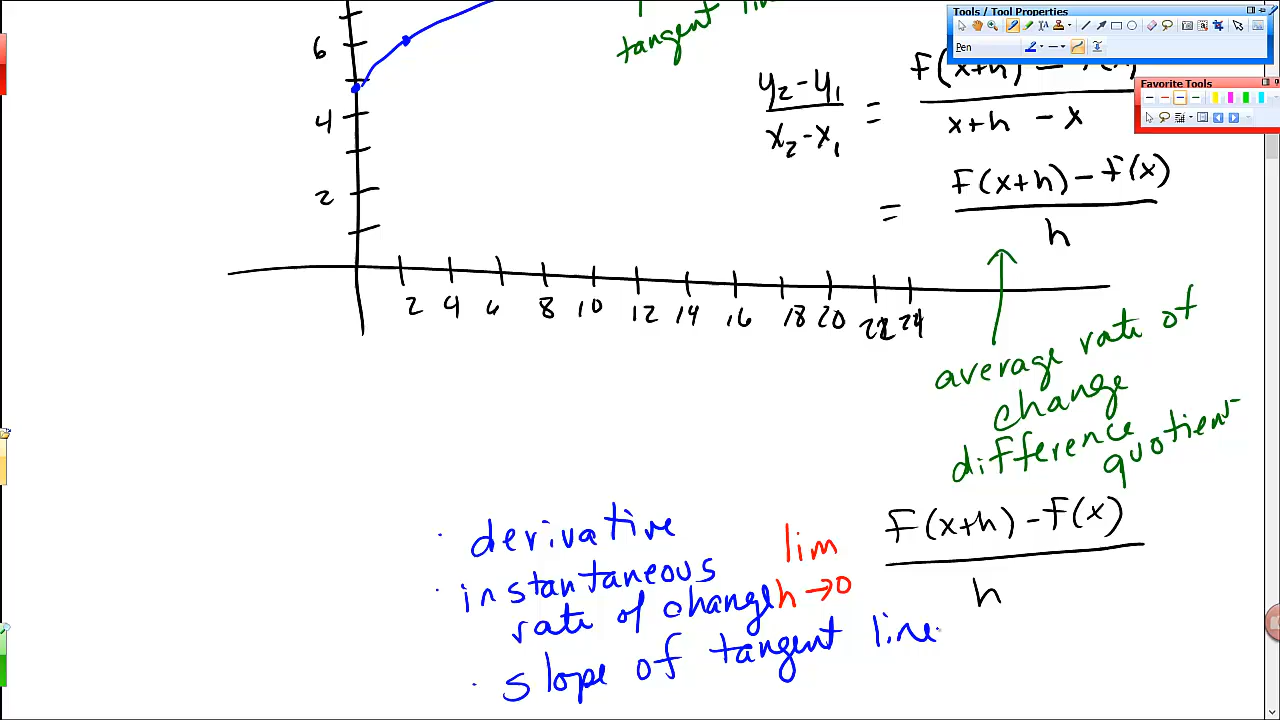 Tools / Tool Properties
Pen
Favorite Tools
tangent
6
4
2
y₂-y₁ / x₂-x₁ = F(x+h) - F(x) / x+h - x
= F(x+h) - F(x) / h
2 4 6 8 10 12 14 16 18 20 22 24
average rate of
change
difference
quotient
· derivative
· instantaneous
rate of change
· slope of tangent line
lim h→0 F(x+h) - F(x) / h